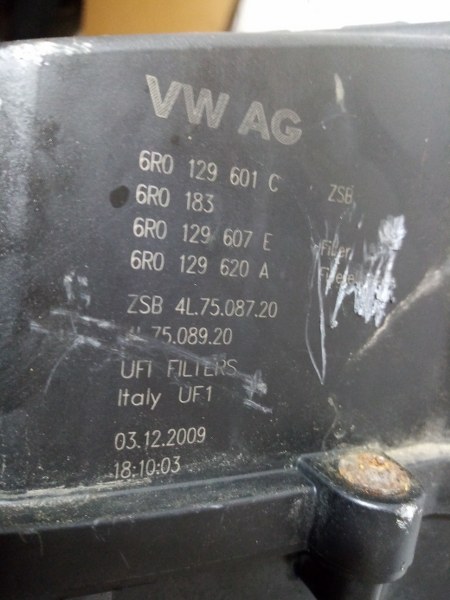 VW AG
6R0 129 601 C ZSB
6R0 183
6R0 129 607 E
6R0 129 620 A
ZSB 4L.75.087.20
4L.75.089.20
UFI FILTERS
Italy UF1
03.12.2009
18:10:03